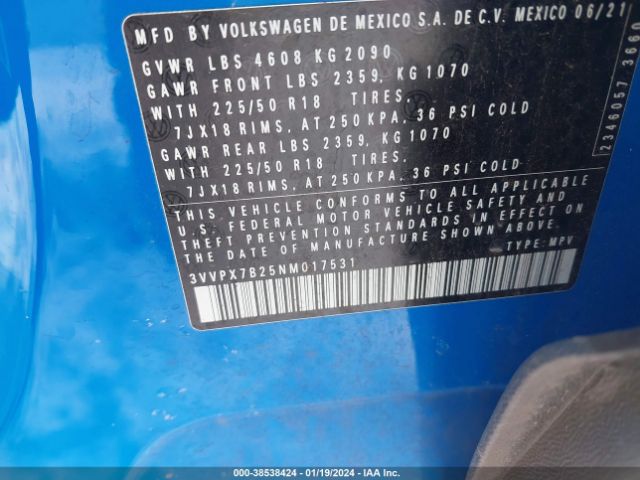 MFD BY VOLKSWAGEN DE MEXICO S.A. DE C.V. MEXICO 06/21
GVWR LBS 4608 KG 2090
GAWR FRONT LBS 2359, KG 1070
WITH 225/50 R18 TIRES.
7JX18 RIMS, AT 250 KPA, 36 PSI COLD
GAWR REAR LBS 2359, KG 1070
WITH 225/50 R18 TIRES.
7JX18 RIMS, AT 250 KPA, 36 PSI COLD
THIS VEHICLE CONFORMS TO ALL APPLICABLE
U.S. FEDERAL MOTOR VEHICLE SAFETY AND
THEFT PREVENTION STANDARDS IN EFFECT ON
THE DATE OF MANUFACTURE SHOWN ABOVE.
3VVPX7B25NM017531 TYPE: MPV
2346057 3660
000-38538424 - 01/19/2024 - IAA Inc.